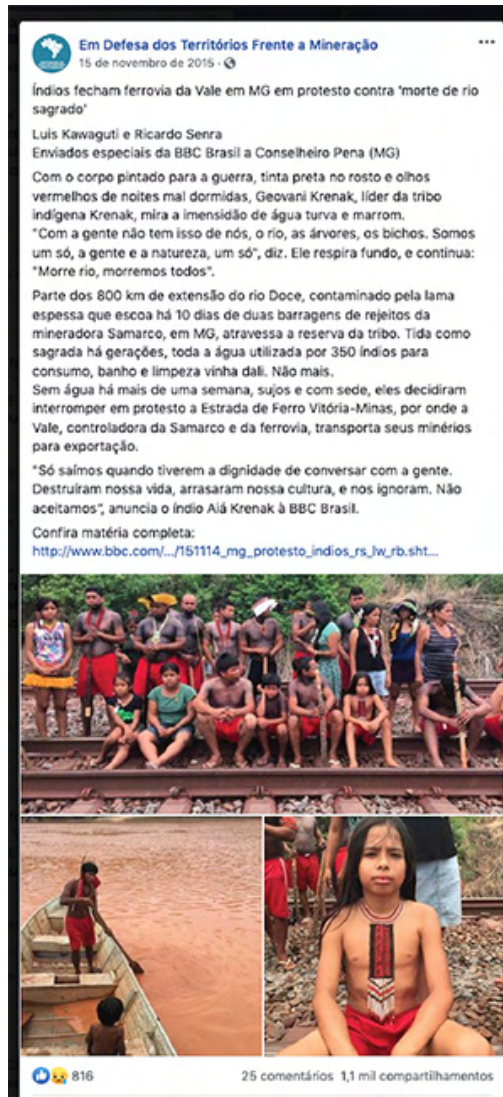 Em Defesa dos Territórios Frente a Mineração
15 de novembro de 2015 ·
Índios fecham ferrovia da Vale em MG em protesto contra 'morte de rio
sagrado'
Luis Kawaguti e Ricardo Senra
Enviados especiais da BBC Brasil a Conselheiro Pena (MG)
Com o corpo pintado para a guerra, tinta preta no rosto e olhos
vermelhos de noites mal dormidas, Geovani Krenak, líder da tribo
indígena Krenak, mira a imensidão de água turva e marrom.
"Com a gente não tem isso de nós, o rio, as árvores, os bichos. Somos
um só, a gente e a natureza, um só", diz. Ele respira fundo, e continua:
"Morre rio, morremos todos".
Parte dos 800 km de extensão do rio Doce, contaminado pela lama
espessa que escoa há 10 dias de duas barragens de rejeitos da
mineradora Samarco, em MG, atravessa a reserva da tribo. Tida como
sagrada há gerações, toda a água utilizada por 350 índios para
consumo, banho e limpeza vinha dali. Não mais.
Sem água há mais de uma semana, sujos e com sede, eles decidiram
interromper em protesto a Estrada de Ferro Vitória-Minas, por onde a
Vale, controladora da Samarco e da ferrovia, transporta seus minérios
para exportação.
"Só saímos quando tiverem a dignidade de conversar com a gente.
Destruíram nossa vida, arrasaram nossa cultura, e nos ignoram. Não
aceitamos", anuncia o índio Aiá Krenak à BBC Brasil.
Confira matéria completa:
http://www.bbc.com/.../151114_mg_protesto_indios_rs_lw_rb.sht...
816
25 comentários 1,1 mil compartilhamentos